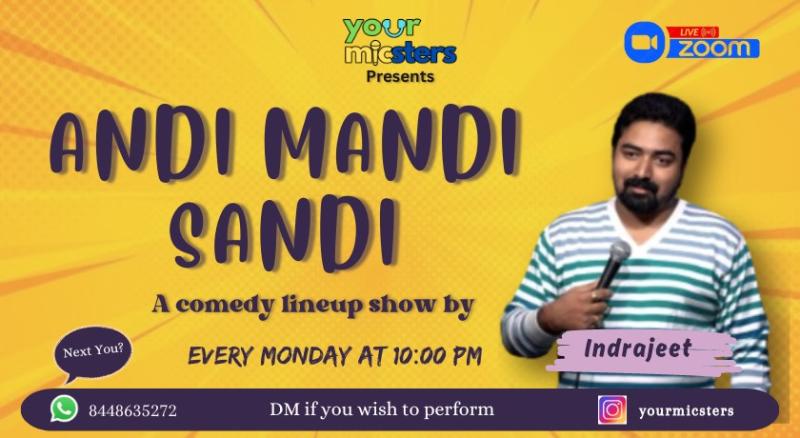 your
micsters
Presents
LIVE
zoom
ANDI MANDI
SANDI
A comedy lineup show by
Indrajeet
Next You?
EVERY MONDAY AT 10:00 PM
8448635272
DM if you wish to perform
yourmicsters